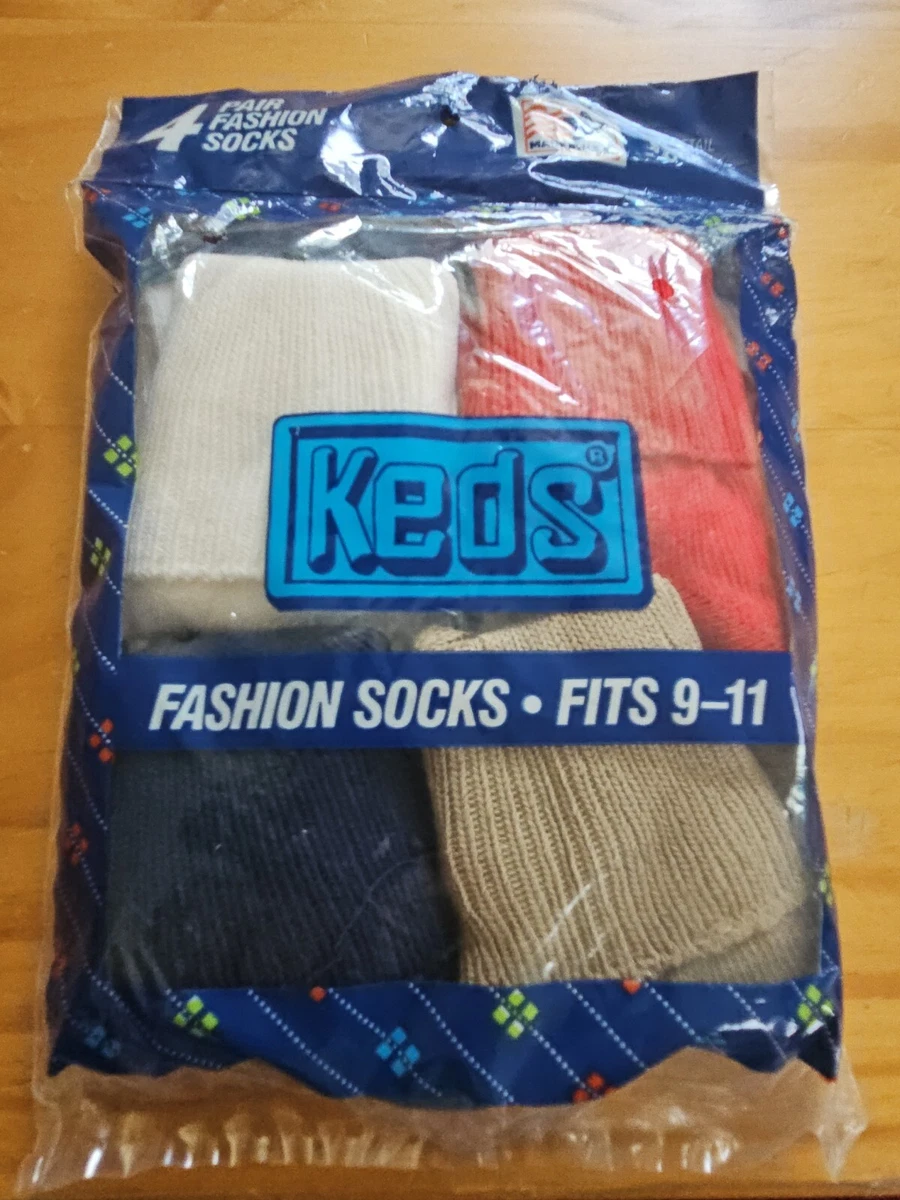 4 PAIR
FASHION
SOCKS
Keds®
FASHION SOCKS • FITS 9–11